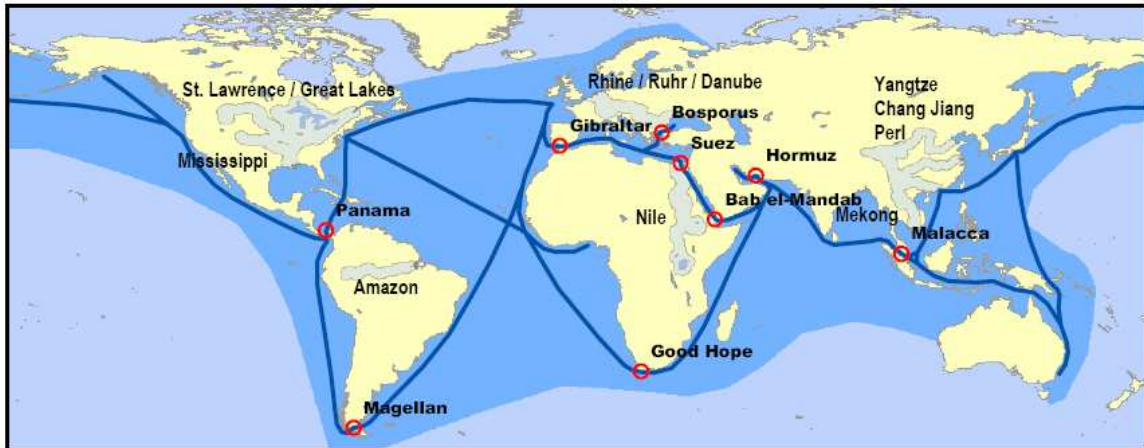 St. Lawrence / Great Lakes
Rhine / Ruhr / Danube
Yangtze
Chang Jiang
Perl
Bosporus
Gibraltar
Suez
Hormuz
Mississippi
Bab el-Mandab
Panama
Nile
Mekong
Malacca
Amazon
Good Hope
Magellan